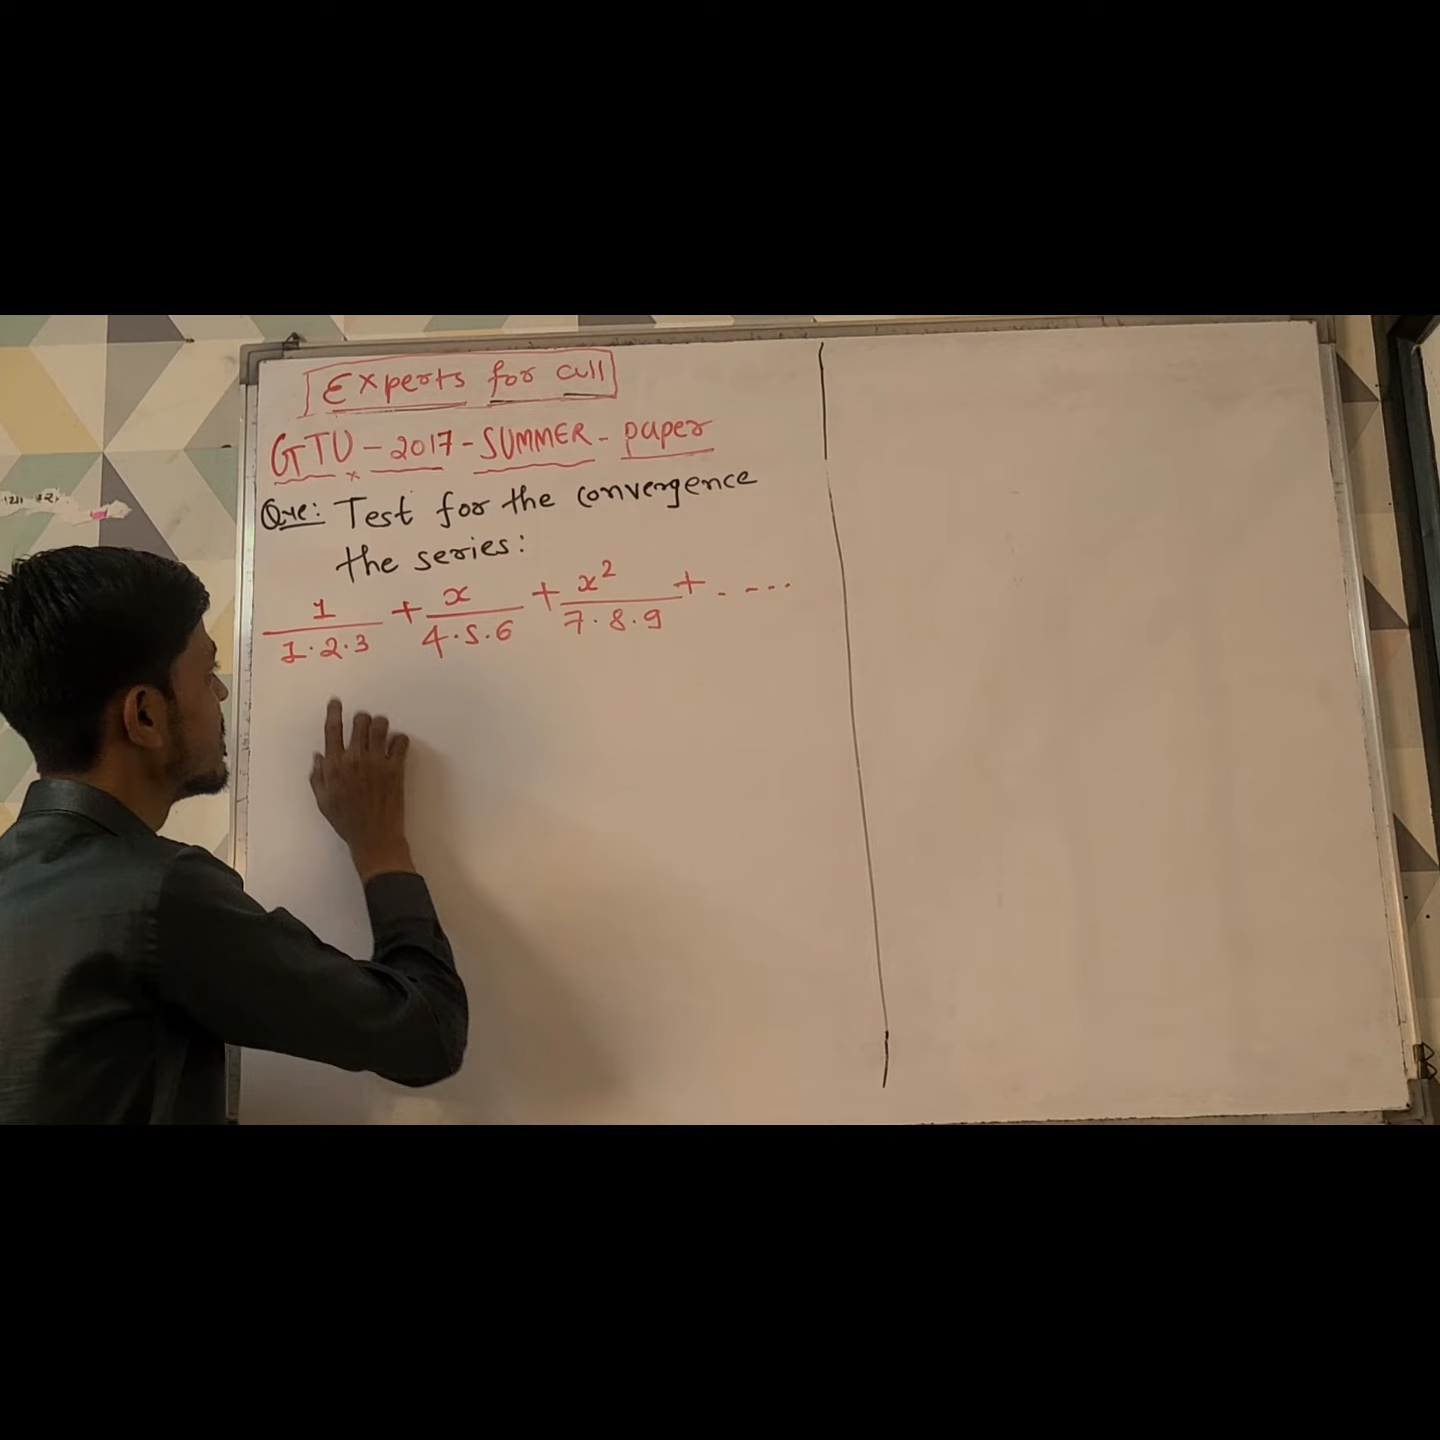 Experts for all
GTU - 2017 - SUMMER - paper
Que: Test for the convergence
the series:
1/(1·2·3) + x/(4·5·6) + x²/(7·8·9) + .---